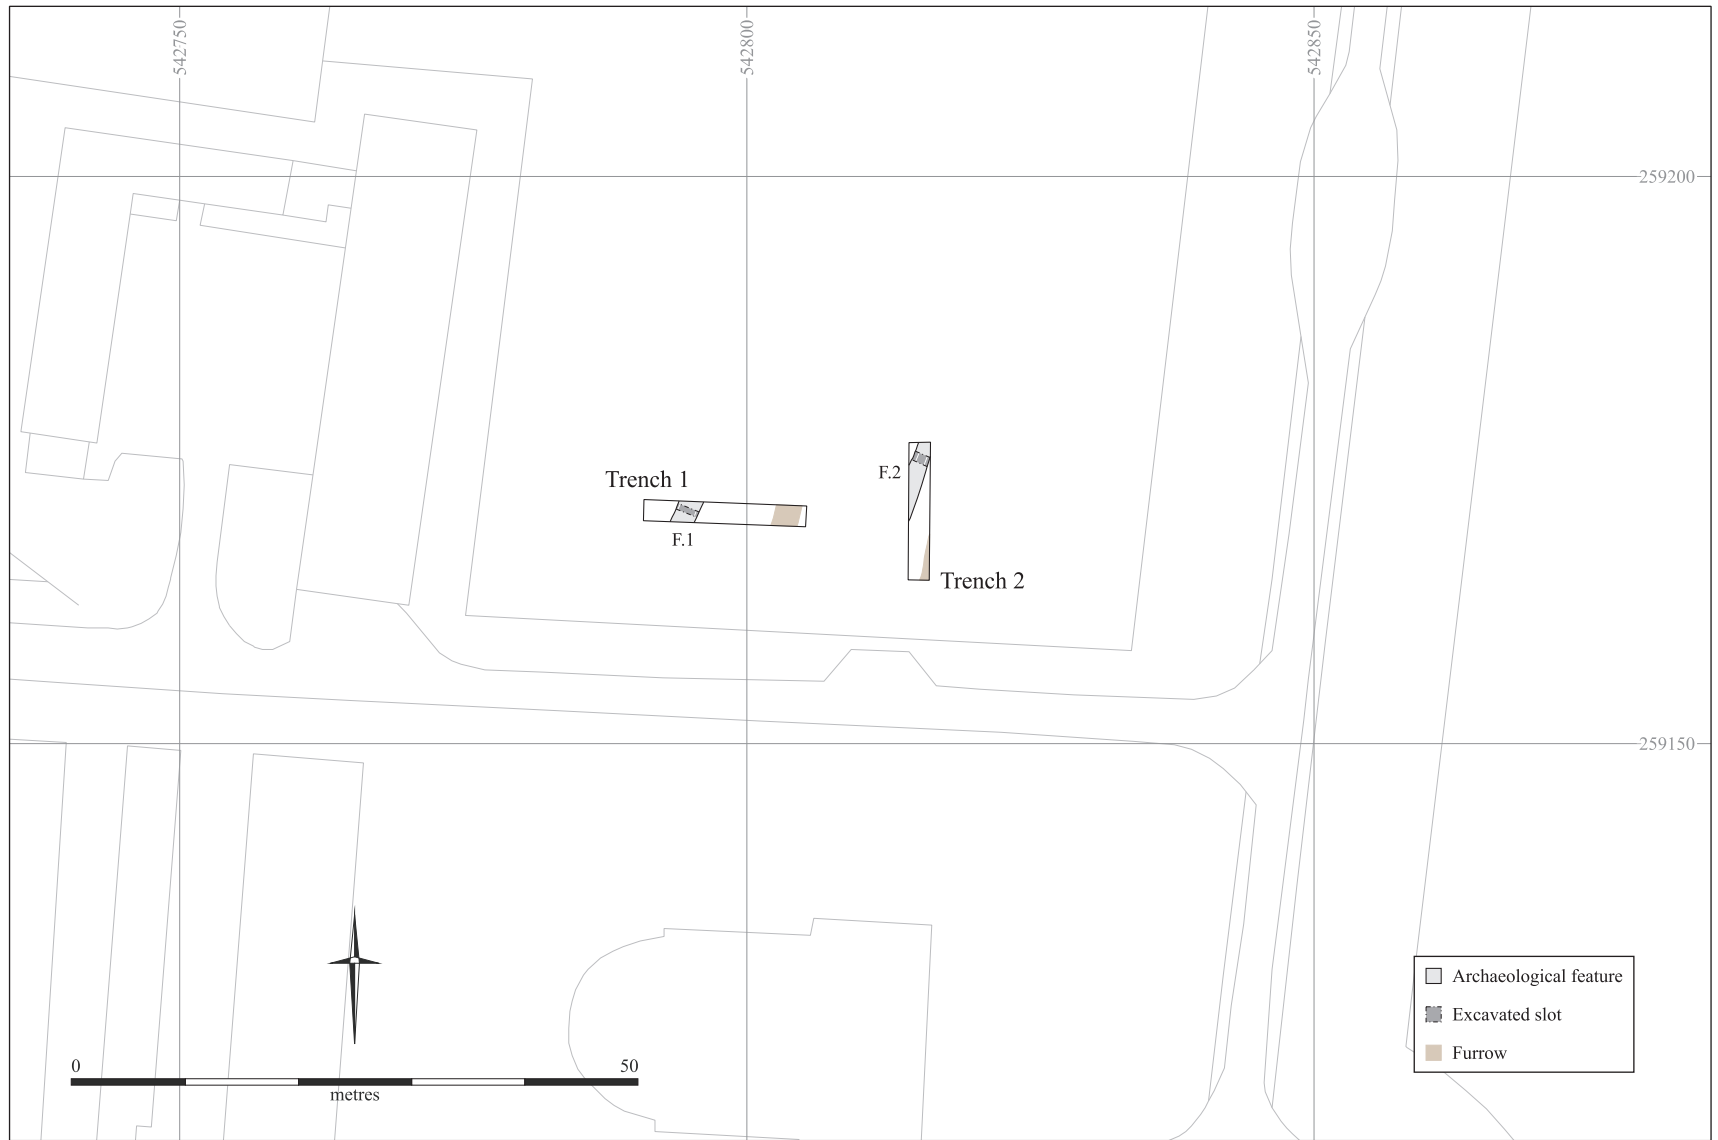 542750
542800
542850
259200
Trench 1
F.2
F.1
Trench 2
259150
Archaeological feature
Excavated slot
Furrow
0 50
metres